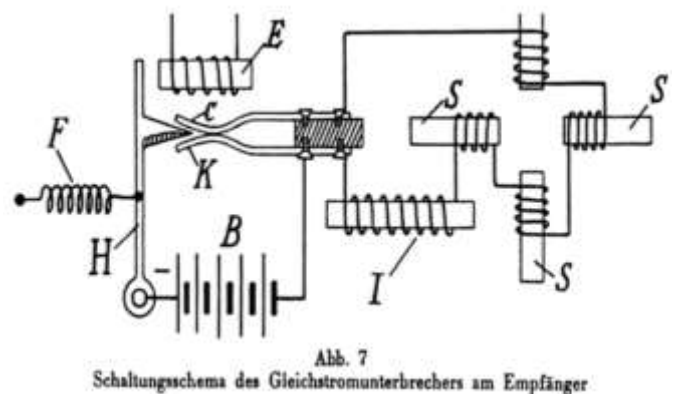 E
C
S
S
F
K
H
B
−
I
S
Abb. 7
Schaltungsschema des Gleichstromunterbrechers am Empfänger